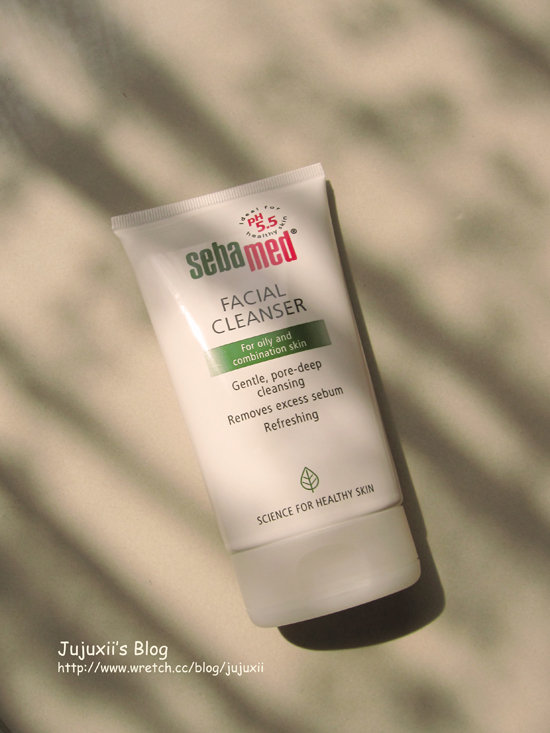 ideal for
pH
5.5
healthy skin
sebamed®
FACIAL
CLEANSER
For oily and
combination skin
Gentle, pore-deep
cleansing
Removes excess sebum
Refreshing
SCIENCE FOR HEALTHY SKIN
Jujuxii's Blog
http://www.wretch.cc/blog/jujuxii